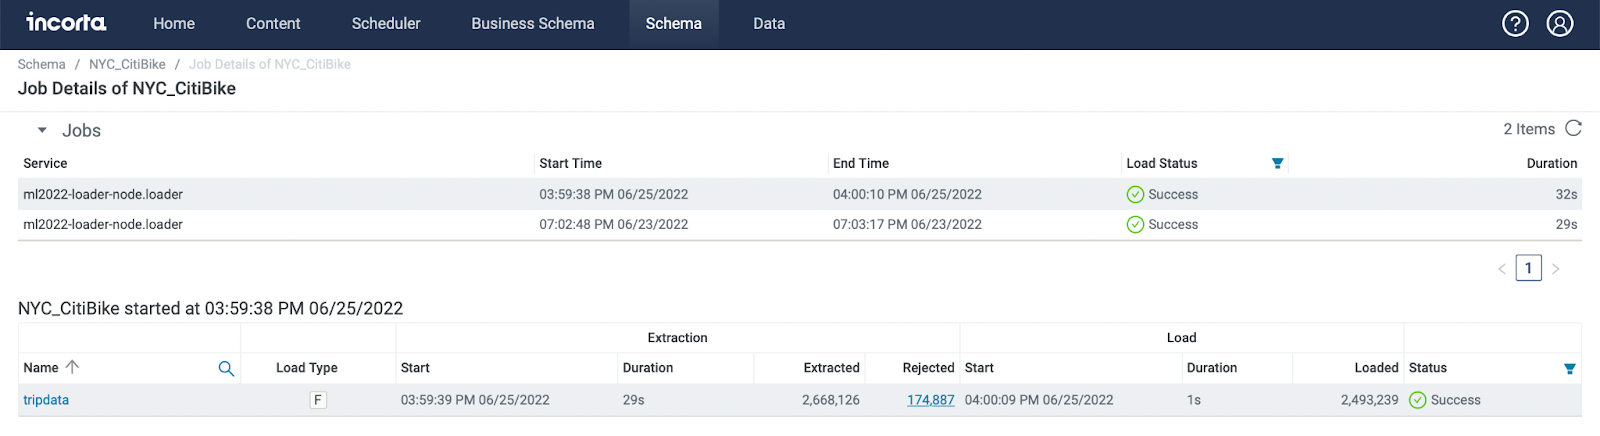 incorta Home Content Scheduler Business Schema Schema Data ?
Schema / NYC_CitiBike / Job Details of NYC_CitiBike
Job Details of NYC_CitiBike
Jobs 2 Items
Service Start Time End Time Load Status Duration
ml2022-loader-node.loader 03:59:38 PM 06/25/2022 04:00:10 PM 06/25/2022 Success 32s
ml2022-loader-node.loader 07:02:48 PM 06/23/2022 07:03:17 PM 06/23/2022 Success 29s
< 1 >
NYC_CitiBike started at 03:59:38 PM 06/25/2022
Extraction Load
Name Load Type Start Duration Extracted Rejected Start Duration Loaded Status
tripdata F 03:59:39 PM 06/25/2022 29s 2,668,126 174,887 04:00:09 PM 06/25/2022 1s 2,493,239 Success